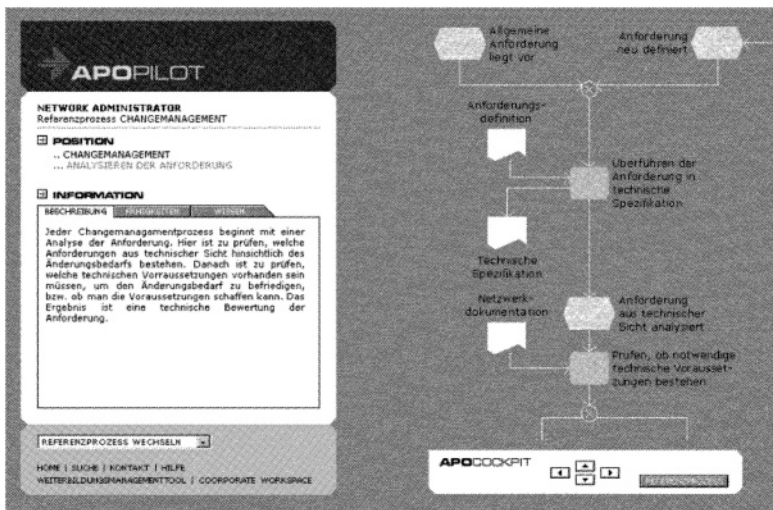 APOPILOT
NETWORK ADMINISTRATOR
Referenzprozess CHANGEMANAGEMENT
POSITION
.. CHANGEMANAGEMENT
... ANALYSIEREN DER ANFORDERUNG
INFORMATION
BESCHREIBUNG FÄHIGKEITEN WISSEN
Jeder Changemanagementprozess beginnt mit einer
Analyse der Anforderung. Hier ist zu prüfen, welche
Anforderungen aus technischer Sicht hinsichtlich des
Änderungsbedarfs bestehen. Danach ist zu prüfen,
welche technischen Vorraussetzungen vorhanden sein
müssen, um den Änderungsbedarf zu befriedigen,
bzw. ob man die Voraussetzungen schaffen kann. Das
Ergebnis ist eine technische Bewertung der
Anforderung.
REFERENZPROZESS WECHSELN
HOME | SUCHE | KONTAKT | HILFE
WEITERBILDUNGSMANAGEMENTTOOL | COORPORATE WORKSPACE
Allgemeine
Anforderung
liegt vor
Anforderung
neu definiert
Anforderungs-
definition
Überführen der
Anforderung in
technische
Spezifikation
Technische
Spezifikation
Netzwerk-
dokumentation
Anforderung
aus technischer
Sicht analysiert
Prüfen, ob notwendige
technische Vorausset-
zungen bestehen
APOCOCKPIT
REFERENZPROZESS